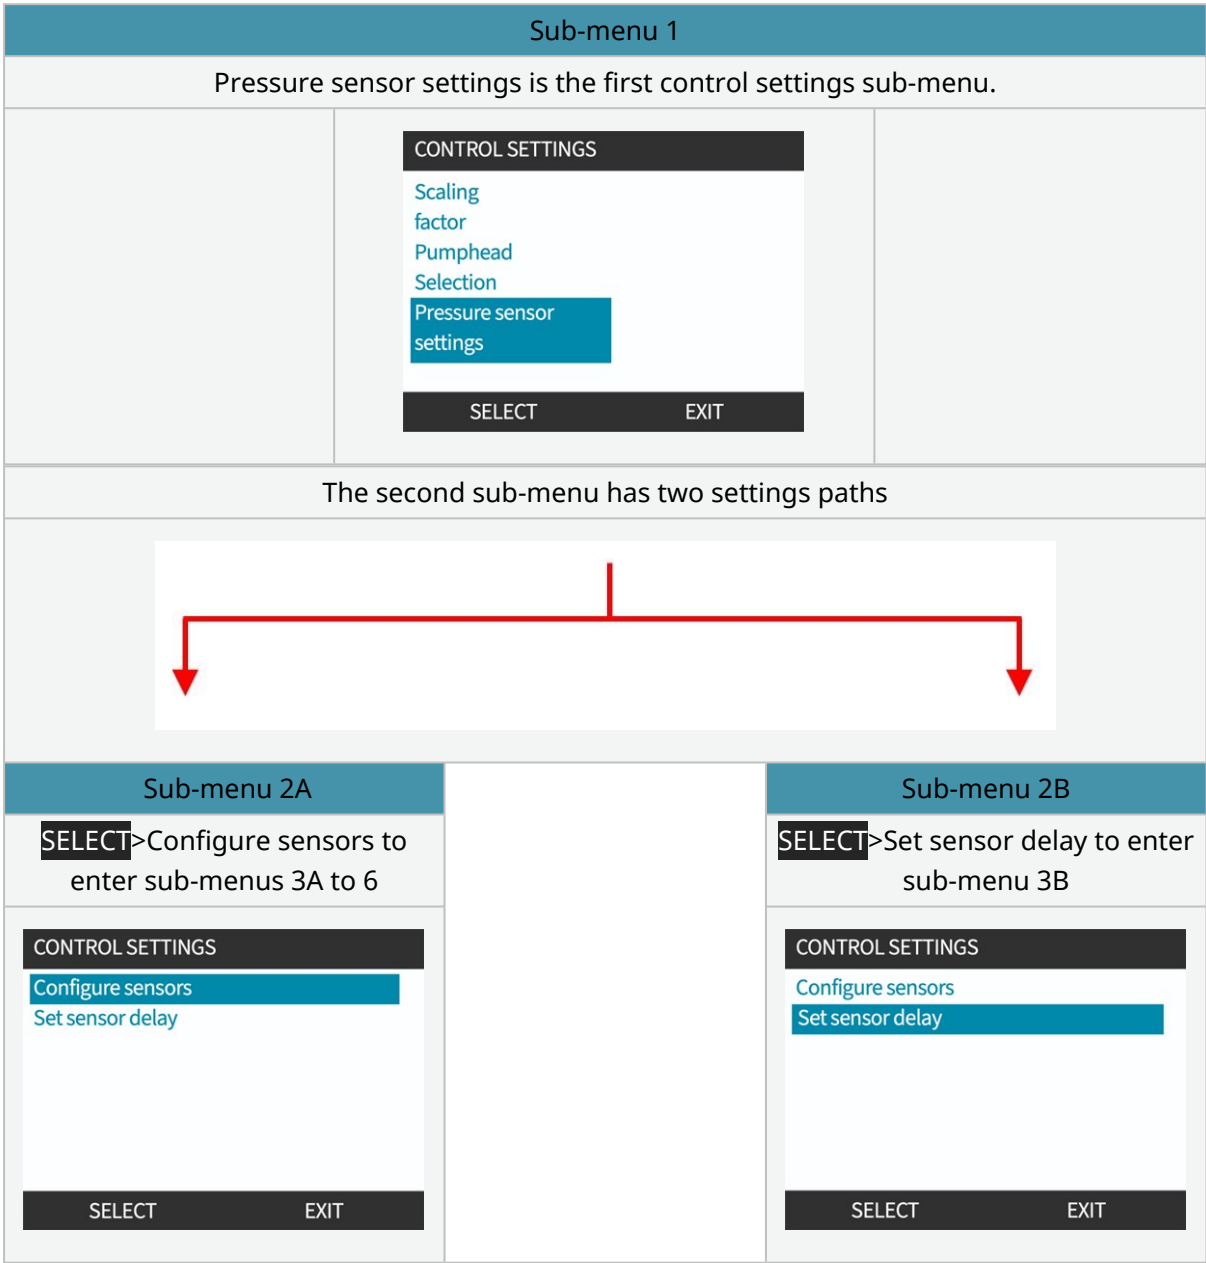 Sub-menu 1
Pressure sensor settings is the first control settings sub-menu.
CONTROL SETTINGS
Scaling
factor
Pumphead
Selection
Pressure sensor
settings
SELECT EXIT
The second sub-menu has two settings paths
Sub-menu 2A
SELECT>Configure sensors to
enter sub-menus 3A to 6
CONTROL SETTINGS
Configure sensors
Set sensor delay
SELECT EXIT
Sub-menu 2B
SELECT>Set sensor delay to enter
sub-menu 3B
CONTROL SETTINGS
Configure sensors
Set sensor delay
SELECT EXIT